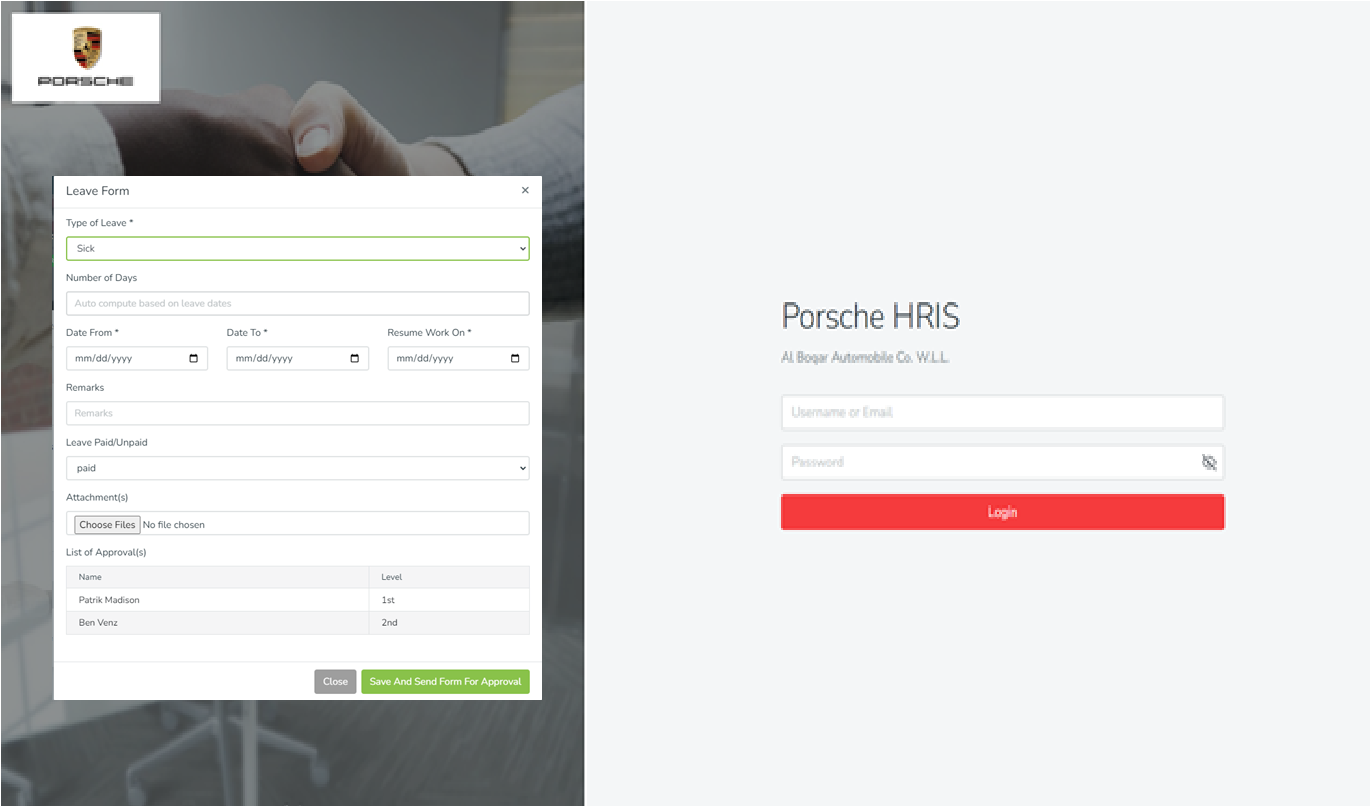 PORSCHE
Leave Form ×
Type of Leave *
Sick
Number of Days
Auto compute based on leave dates
Date From * Date To * Resume Work On *
mm/dd/yyyy mm/dd/yyyy mm/dd/yyyy
Remarks
Remarks
Leave Paid/Unpaid
paid
Attachment(s)
Choose Files No file chosen
List of Approval(s)
Name Level
Patrik Madison 1st
Ben Venz 2nd
Close Save And Send Form For Approval
Porsche HRIS
Al Boqar Automobile Co. W.L.L.
Username or Email
Password
Login